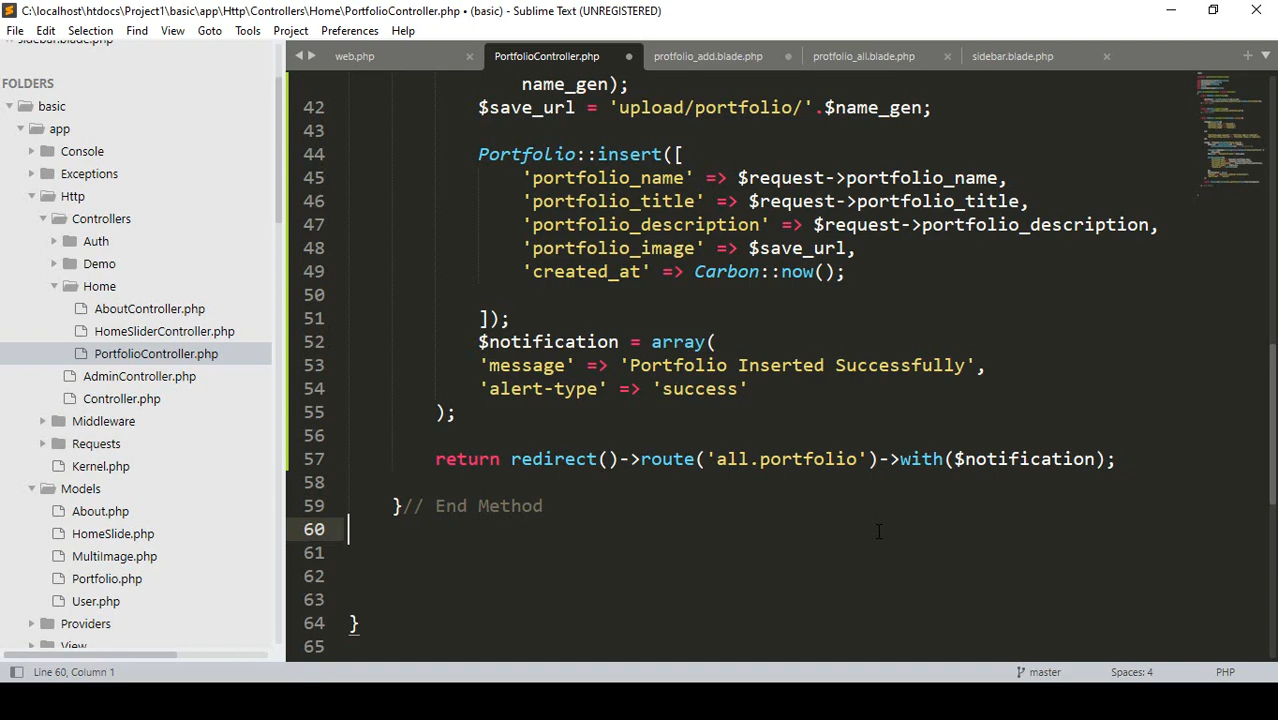 C:\localhost\htdocs\Project1\basic\app\Http\Controllers\Home\PortfolioController.php • (basic) - Sublime Text (UNREGISTERED)
File Edit Selection Find View Goto Tools Project Preferences Help
sidebar.blade.php
web.php PortfolioController.php protfolio_add.blade.php protfolio_all.blade.php sidebar.blade.php
FOLDERS
basic
app
Console
Exceptions
Http
Controllers
Auth
Demo
Home
AboutController.php
HomeSliderController.php
PortfolioController.php
AdminController.php
Controller.php
Middleware
Requests
Kernel.php
Models
About.php
HomeSlide.php
MultiImage.php
Portfolio.php
User.php
Providers
View
name_gen);
42 $save_url = 'upload/portfolio/'.$name_gen;
43
44 Portfolio::insert([
45 'portfolio_name' => $request->portfolio_name,
46 'portfolio_title' => $request->portfolio_title,
47 'portfolio_description' => $request->portfolio_description,
48 'portfolio_image' => $save_url,
49 'created_at' => Carbon::now();
50
51 ]);
52 $notification = array(
53 'message' => 'Portfolio Inserted Successfully',
54 'alert-type' => 'success'
55 );
56
57 return redirect()->route('all.portfolio')->with($notification);
58
59 }// End Method
60
61
62
63
64 }
65
Line 60, Column 1 master Spaces: 4 PHP